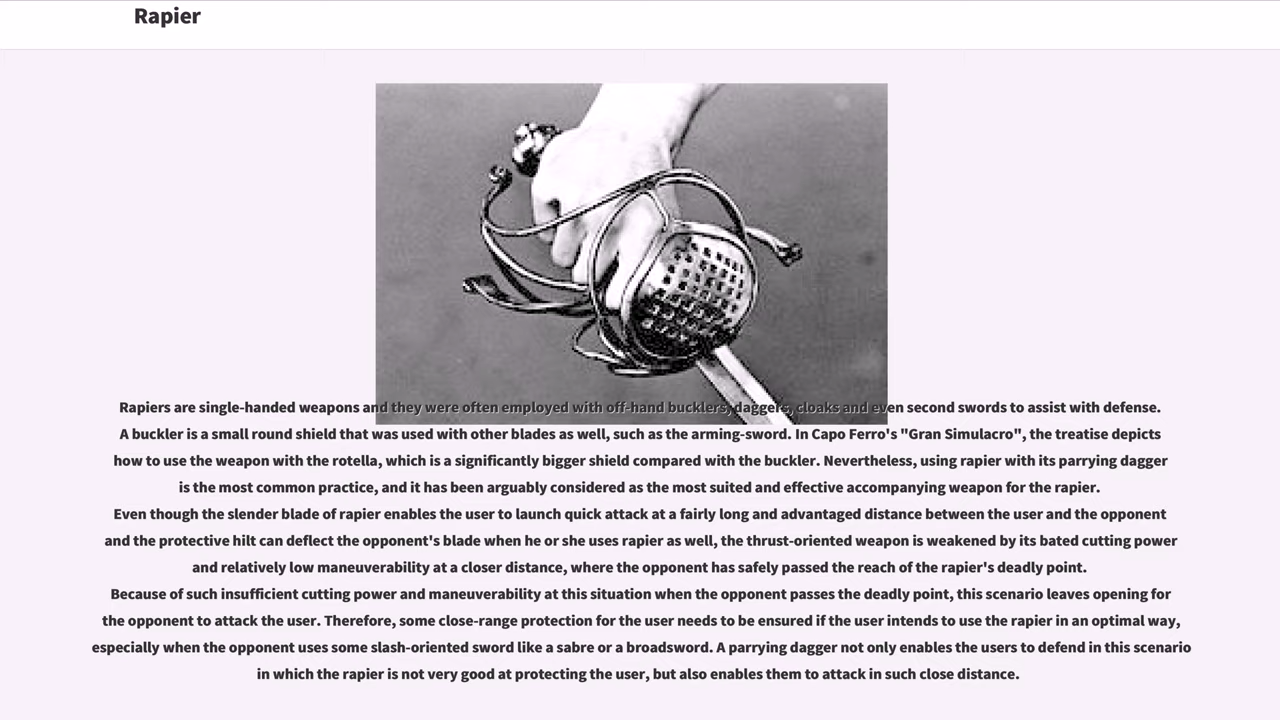 Rapier
Rapiers are single-handed weapons and they were often employed with off-hand bucklers, daggers, cloaks and even second swords to assist with defense.
A buckler is a small round shield that was used with other blades as well, such as the arming-sword. In Capo Ferro's "Gran Simulacro", the treatise depicts
how to use the weapon with the rotella, which is a significantly bigger shield compared with the buckler. Nevertheless, using rapier with its parrying dagger
is the most common practice, and it has been arguably considered as the most suited and effective accompanying weapon for the rapier.
Even though the slender blade of rapier enables the user to launch quick attack at a fairly long and advantaged distance between the user and the opponent
and the protective hilt can deflect the opponent's blade when he or she uses rapier as well, the thrust-oriented weapon is weakened by its bated cutting power
and relatively low maneuverability at a closer distance, where the opponent has safely passed the reach of the rapier's deadly point.
Because of such insufficient cutting power and maneuverability at this situation when the opponent passes the deadly point, this scenario leaves opening for
the opponent to attack the user. Therefore, some close-range protection for the user needs to be ensured if the user intends to use the rapier in an optimal way,
especially when the opponent uses some slash-oriented sword like a sabre or a broadsword. A parrying dagger not only enables the users to defend in this scenario
in which the rapier is not very good at protecting the user, but also enables them to attack in such close distance.